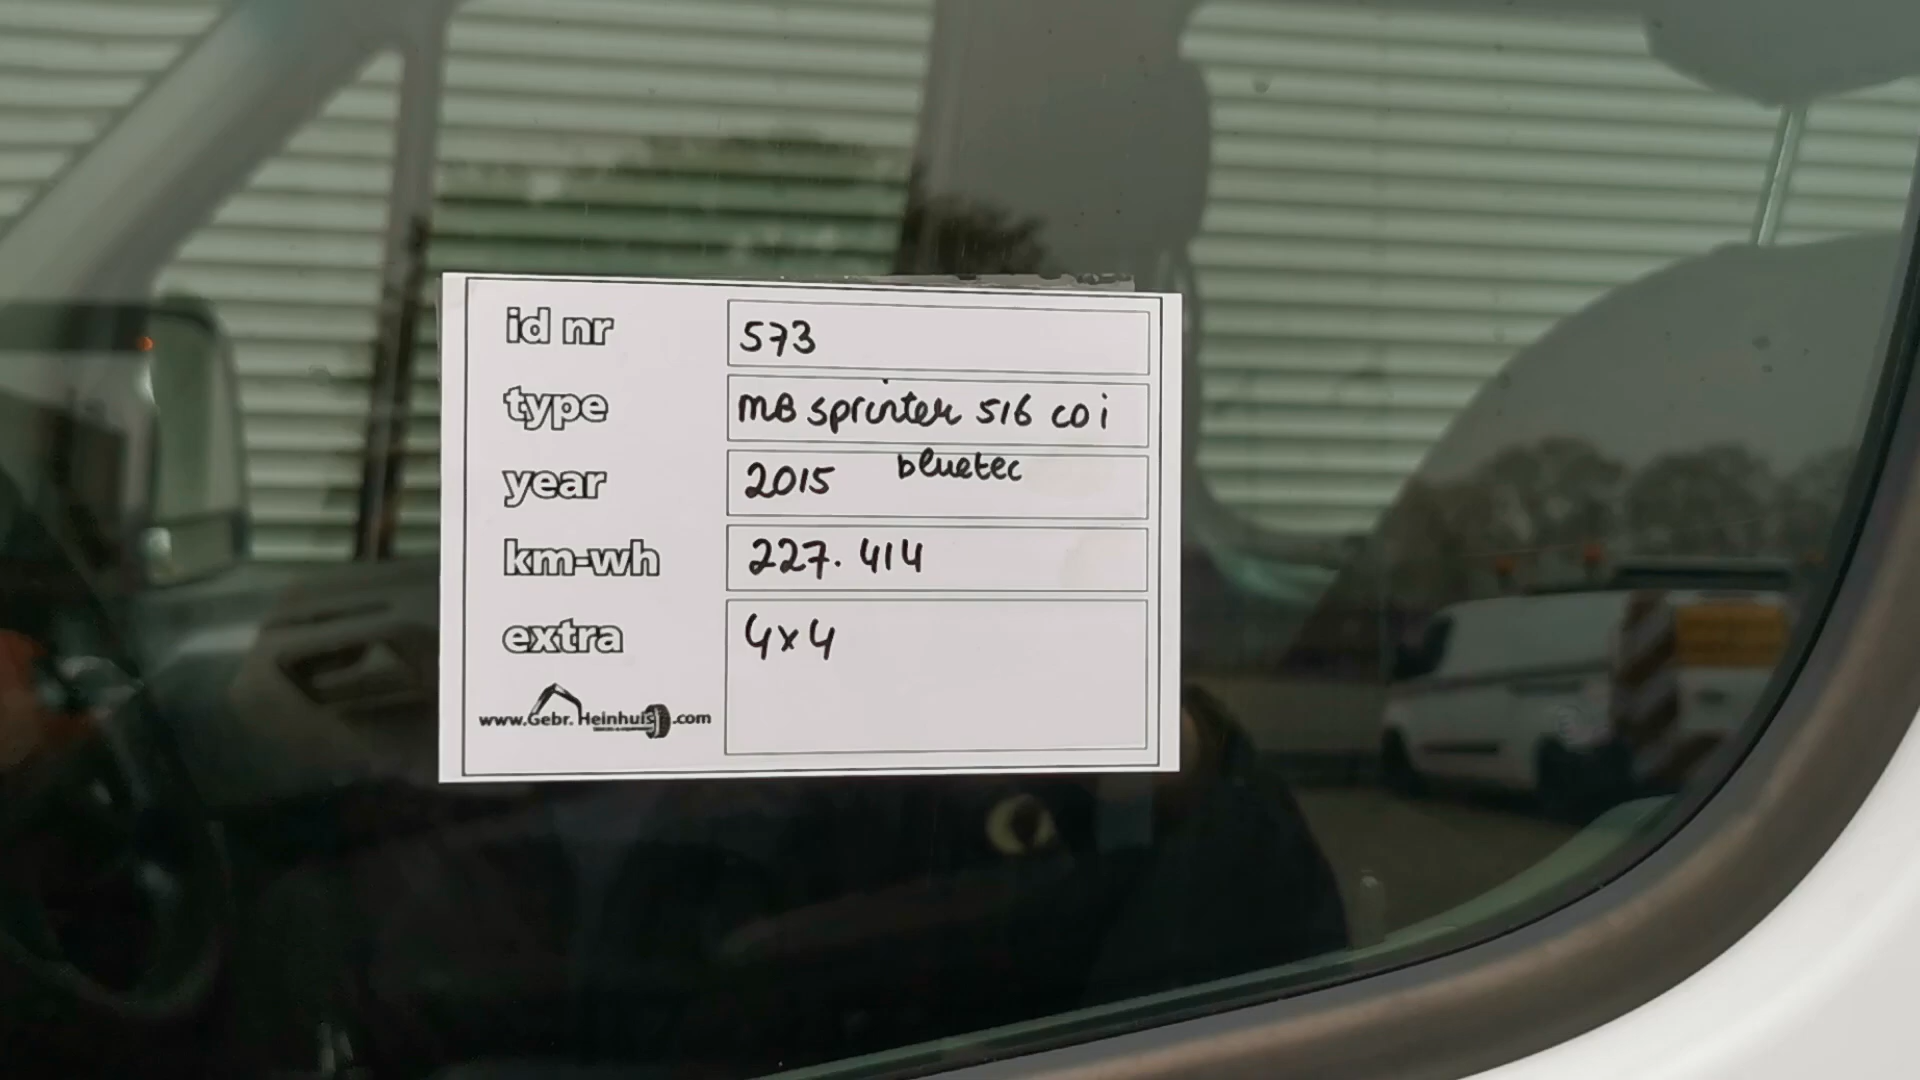 id nr 573
type MB sprinter 516 CDi
bluetec
year 2015
km-wh 227.414
extra 4x4
www.Gebr.Heinhuis.com